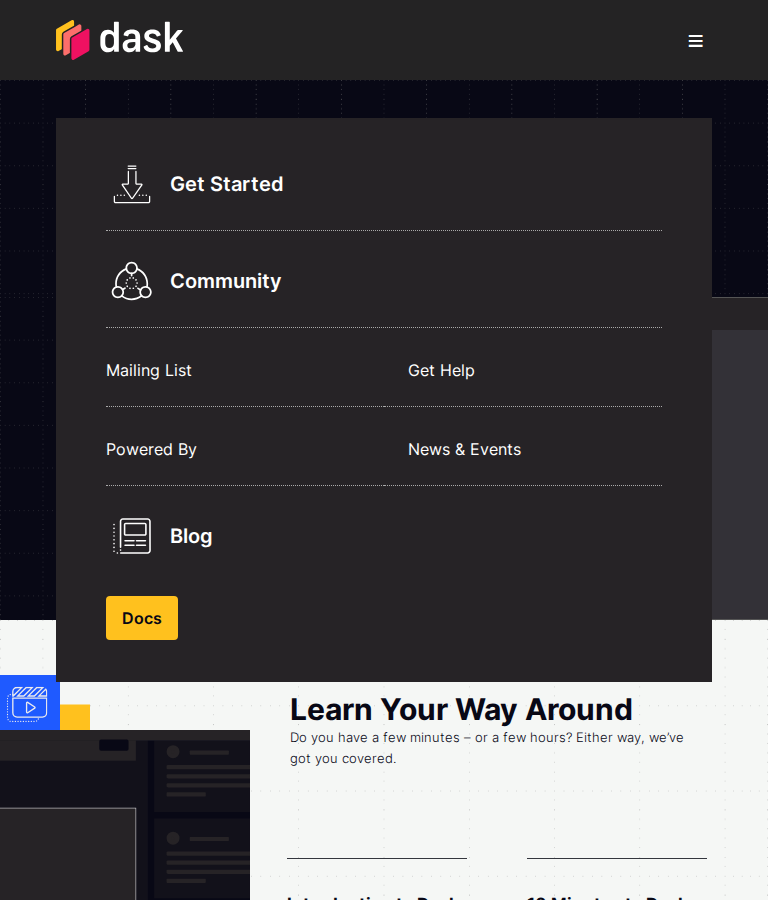 dask
Get Started
Community
Mailing List
Get Help
Powered By
News & Events
Blog
Docs
Learn Your Way Around
Do you have a few minutes – or a few hours? Either way, we've
got you covered.